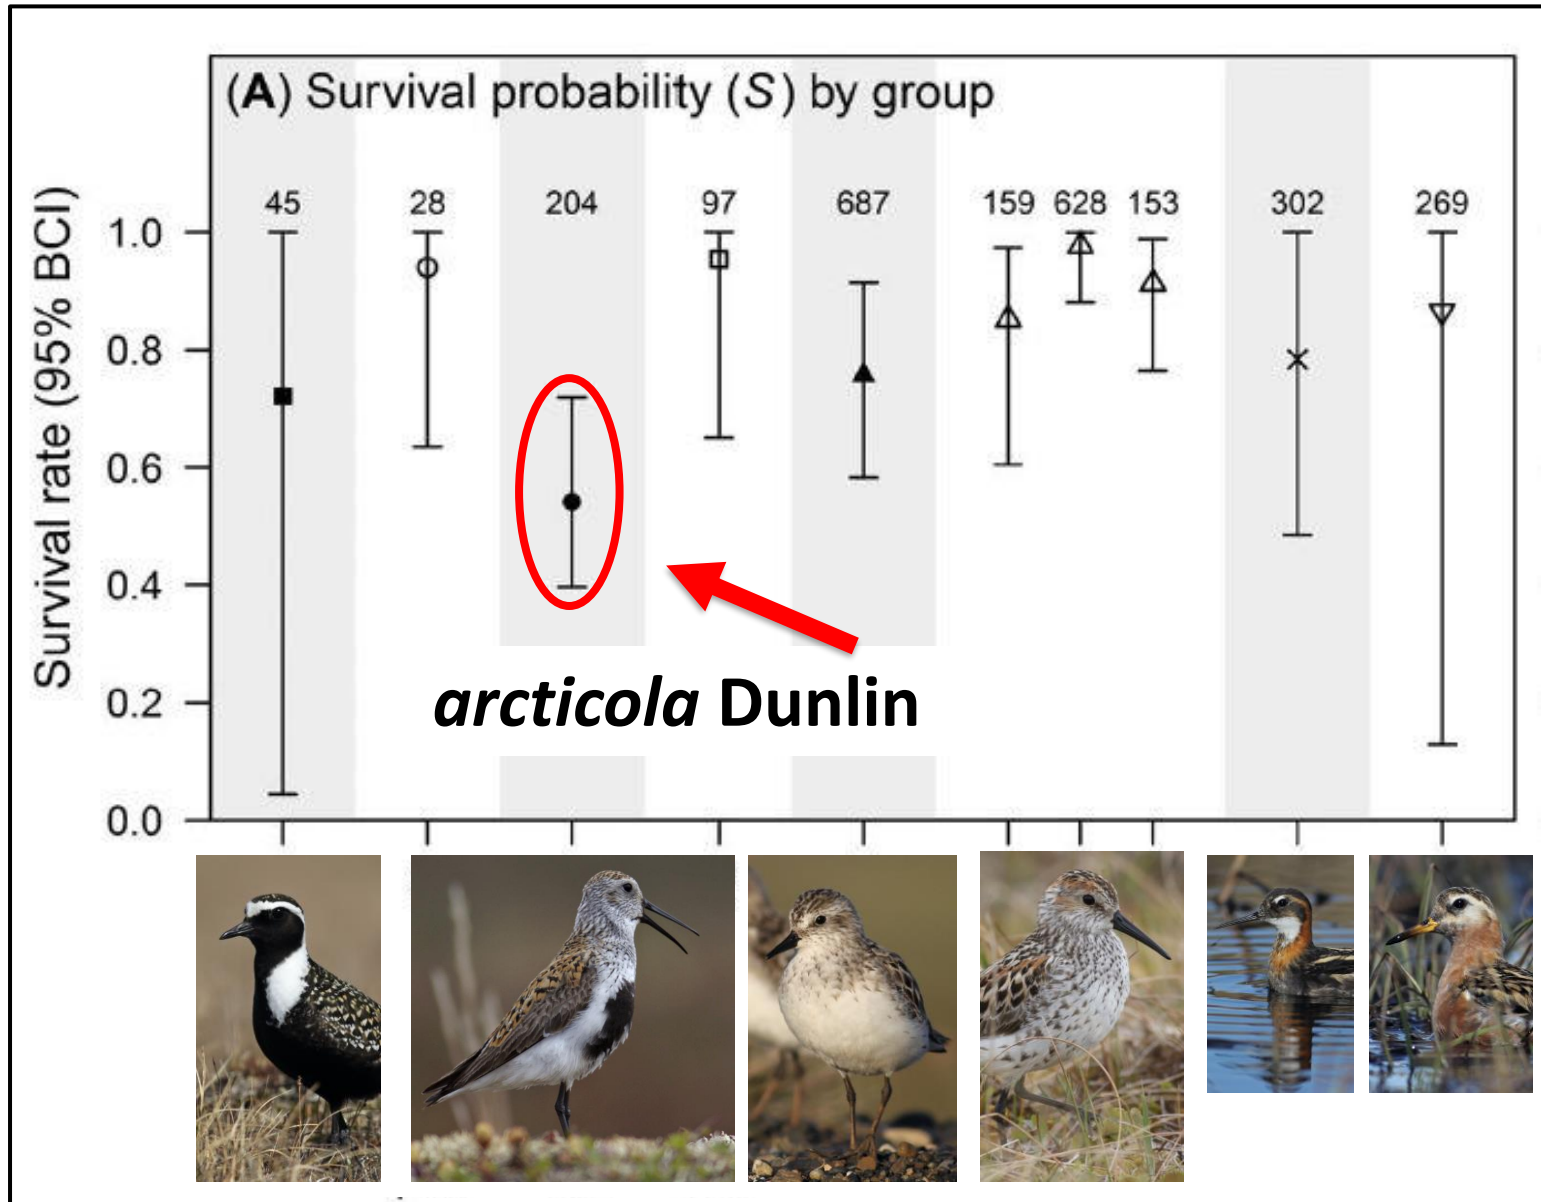 (A) Survival probability (S) by group
45 28 204 97 687 159 628 153 302 269
Survival rate (95% BCI)
1.0
0.8
0.6
0.4
0.2
0.0
arcticola Dunlin